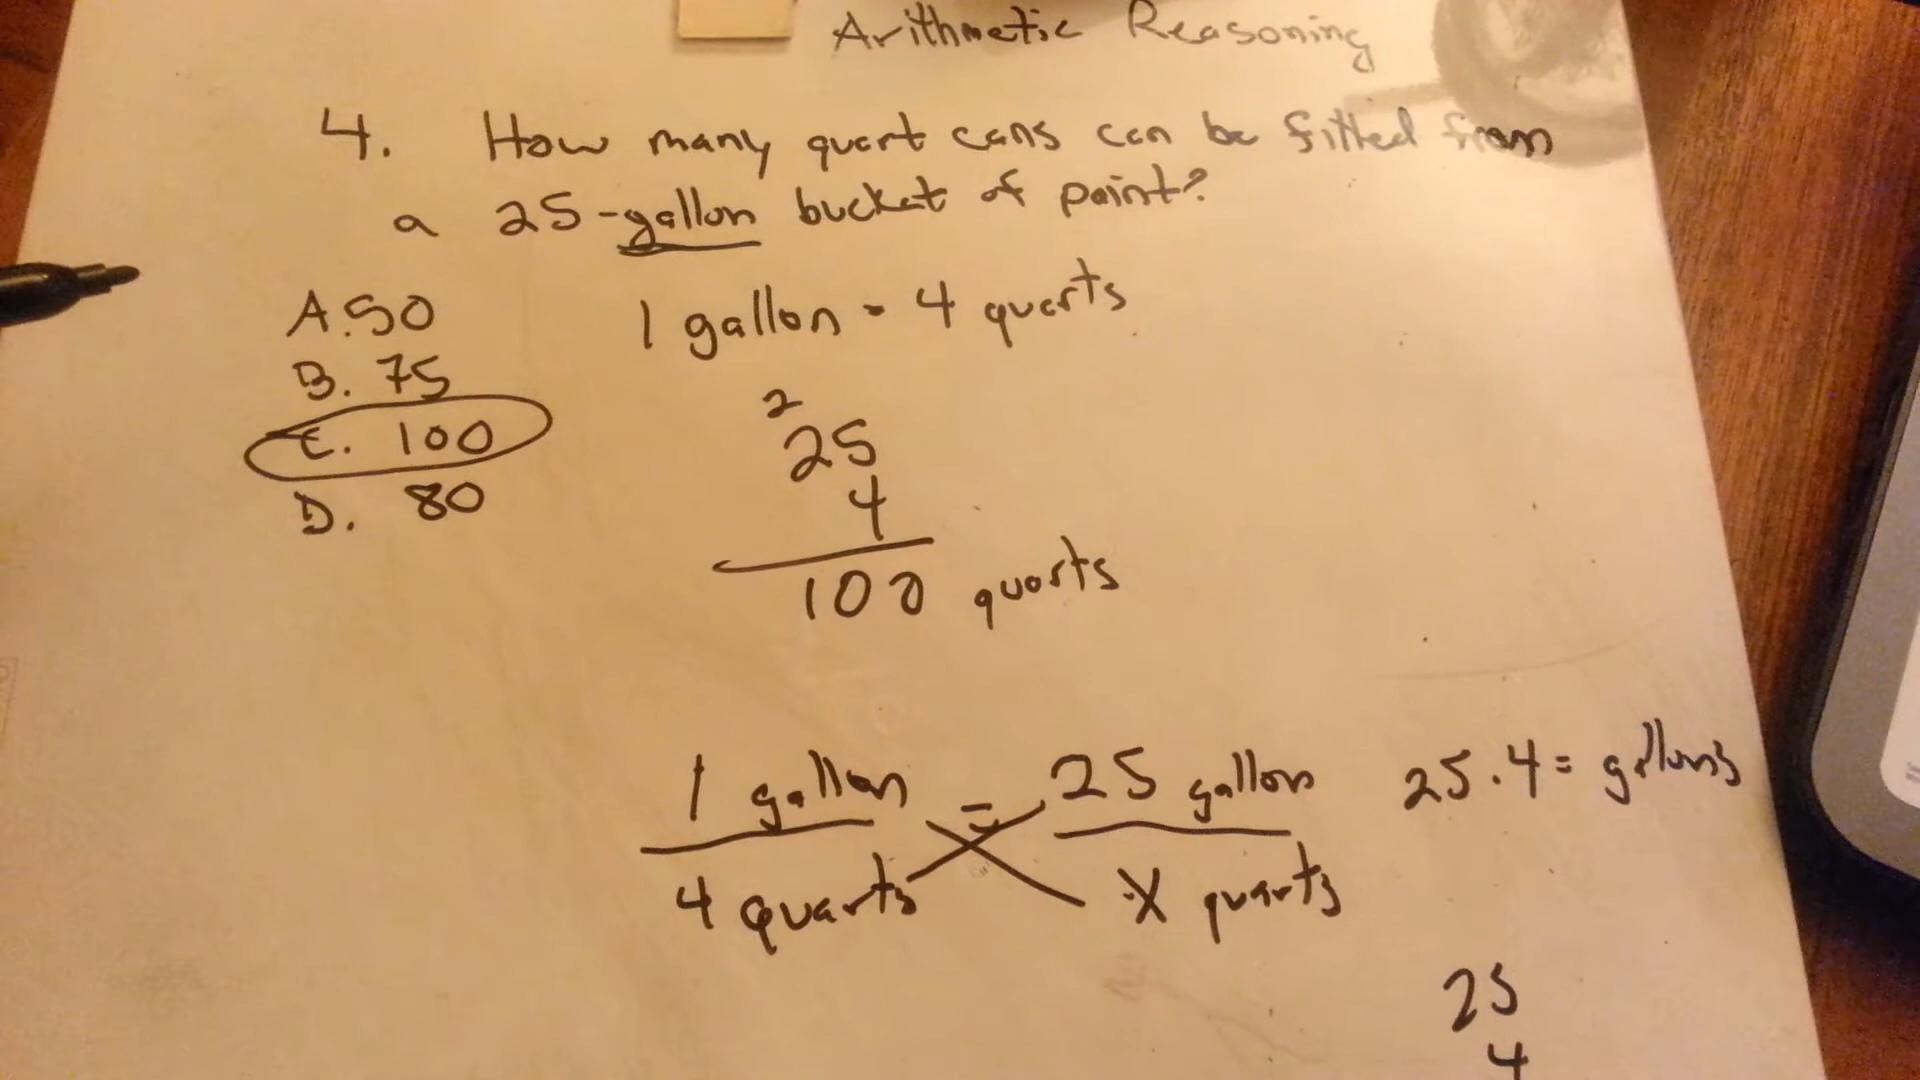 Arithmetic Reasoning
4. How many quart cans can be fitted from
a 25-gallon bucket of paint?
A. 50
B. 75
C. 100
D. 80
1 gallon = 4 quarts
2
25
4
100 quarts
1 gallon = 25 gallon
4 quarts x quarts
25 . 4 = gallons
25
4